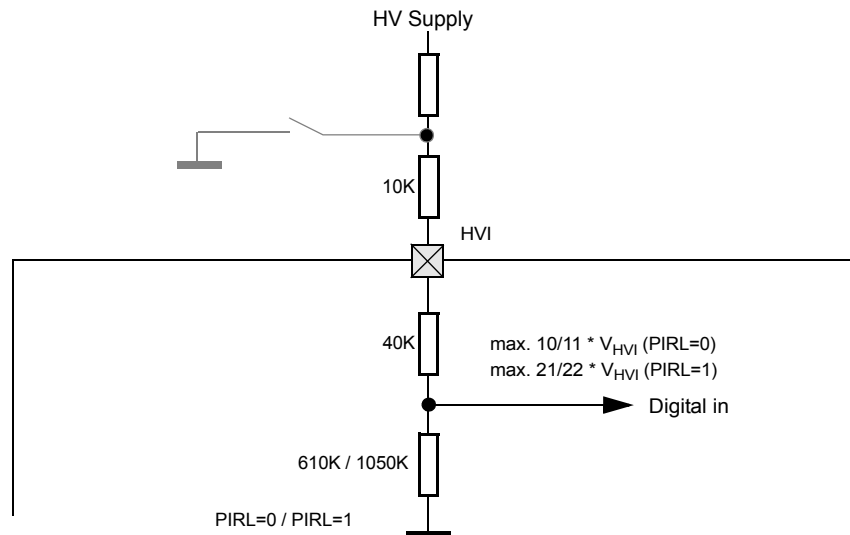 HV Supply
10K
HVI
40K
max. 10/11 * VHVI (PIRL=0)
max. 21/22 * VHVI (PIRL=1)
Digital in
610K / 1050K
PIRL=0 / PIRL=1